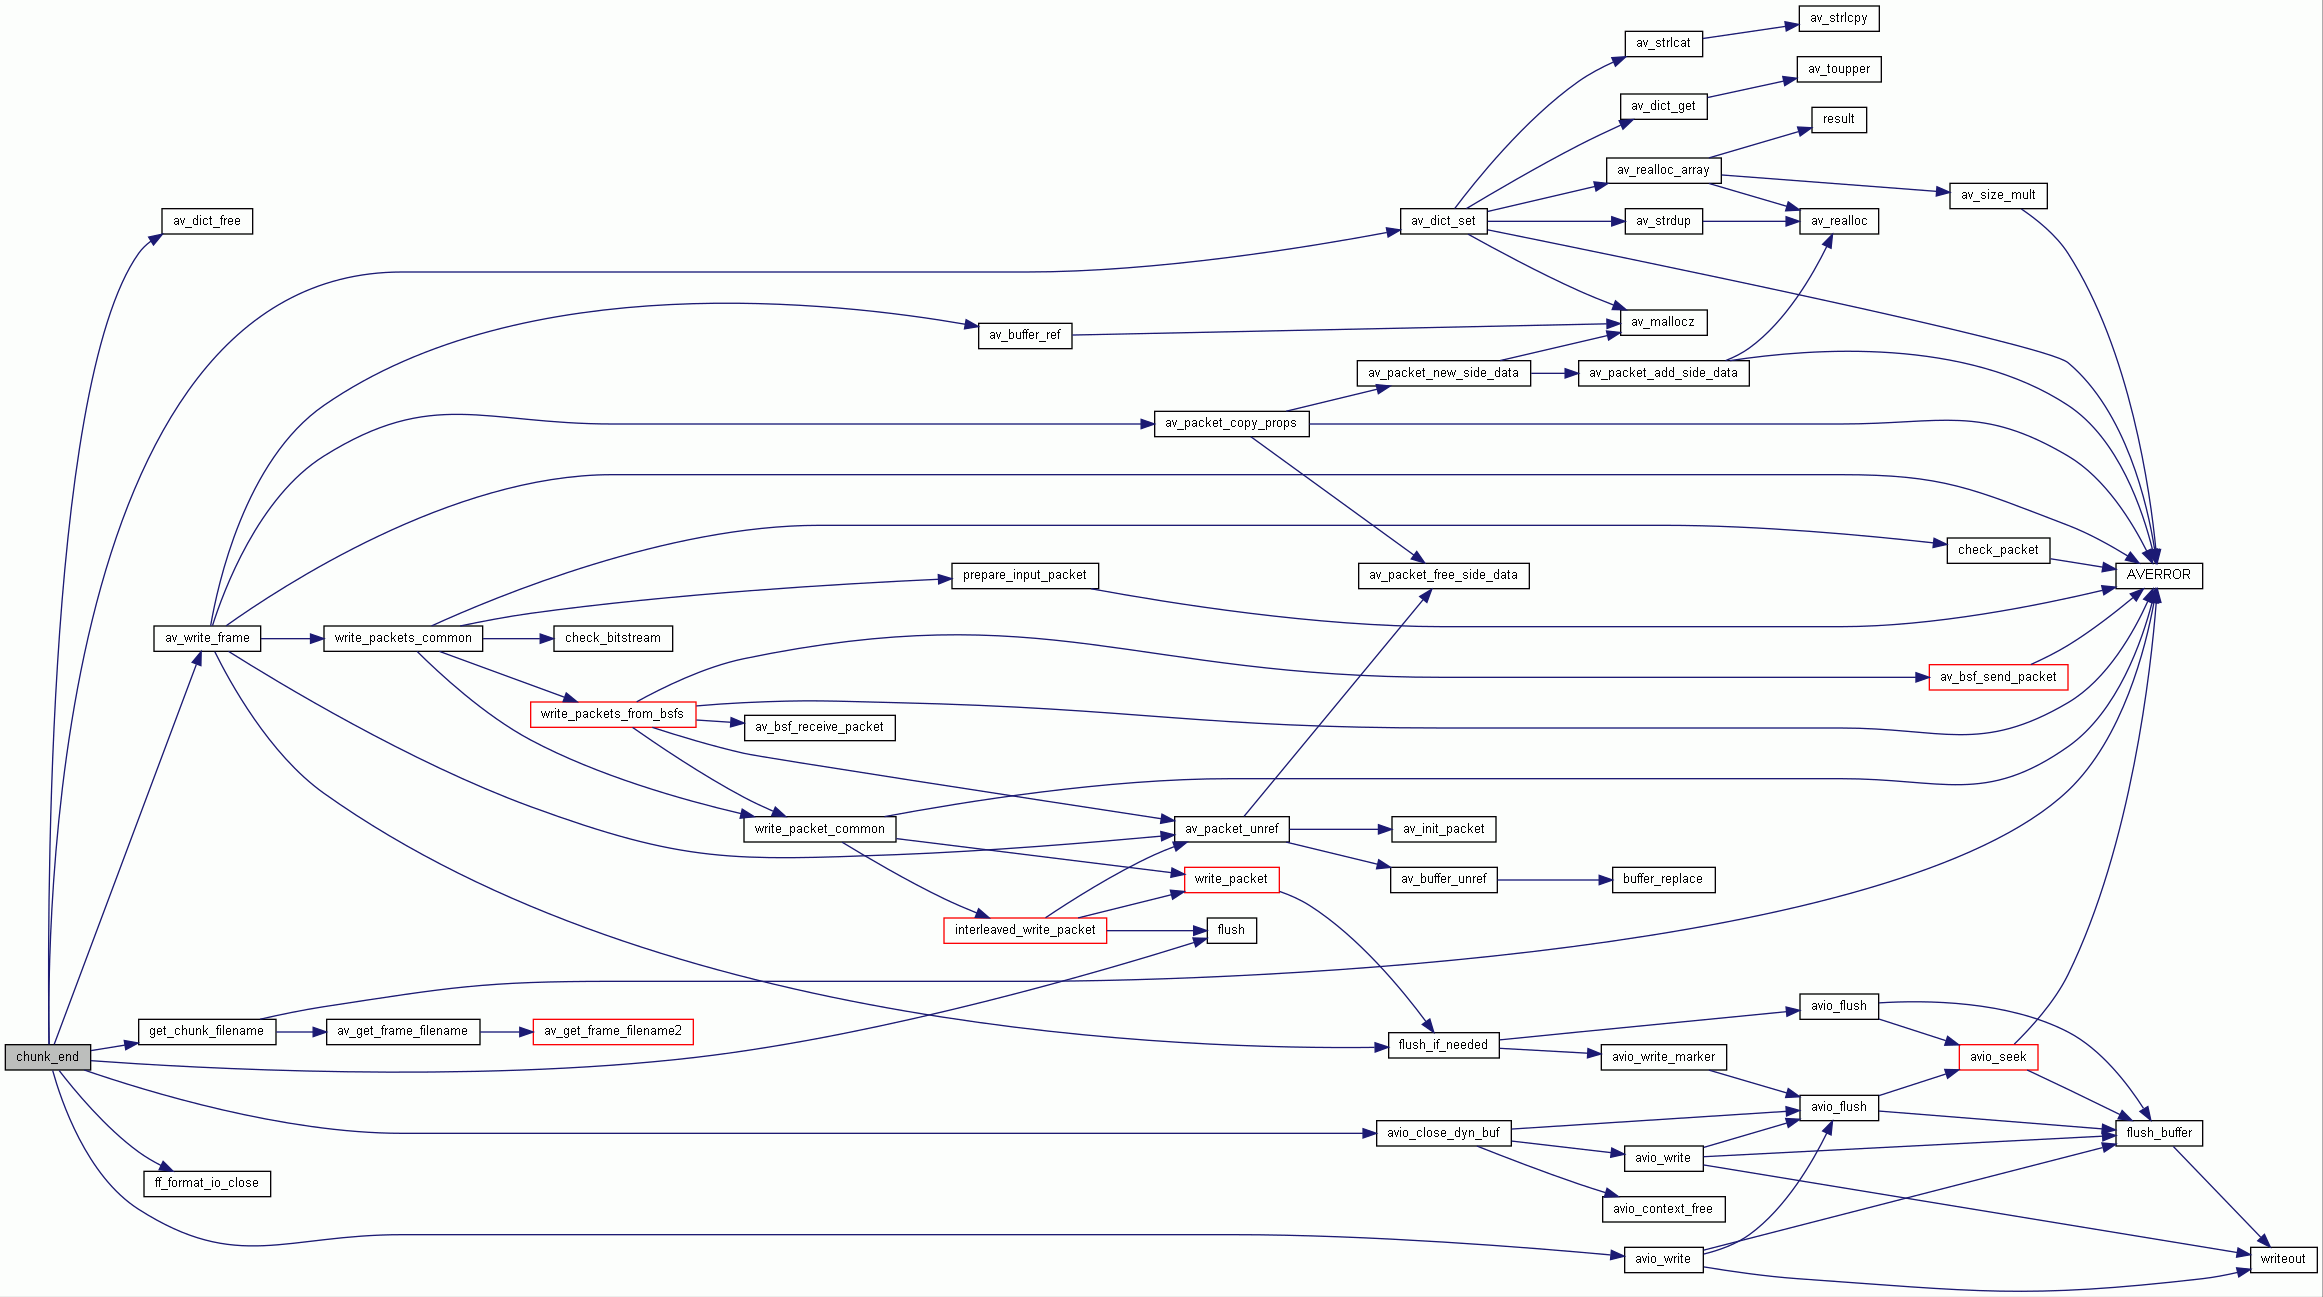 av_strlcpy
av_strlcat
av_toupper
av_dict_get
result
av_realloc_array
av_size_mult
av_dict_free
av_dict_set
av_strdup
av_realloc
av_buffer_ref
av_mallocz
av_packet_new_side_data
av_packet_add_side_data
av_packet_copy_props
check_packet
prepare_input_packet
av_packet_free_side_data
AVERROR
av_write_frame
write_packets_common
check_bitstream
av_bsf_send_packet
write_packets_from_bsfs
av_bsf_receive_packet
write_packet_common
av_packet_unref
av_init_packet
write_packet
av_buffer_unref
buffer_replace
interleaved_write_packet
flush
avio_flush
get_chunk_filename
av_get_frame_filename
av_get_frame_filename2
flush_if_needed
chunk_end
avio_write_marker
avio_seek
avio_flush
avio_close_dyn_buf
flush_buffer
avio_write
ff_format_io_close
avio_context_free
avio_write
writeout